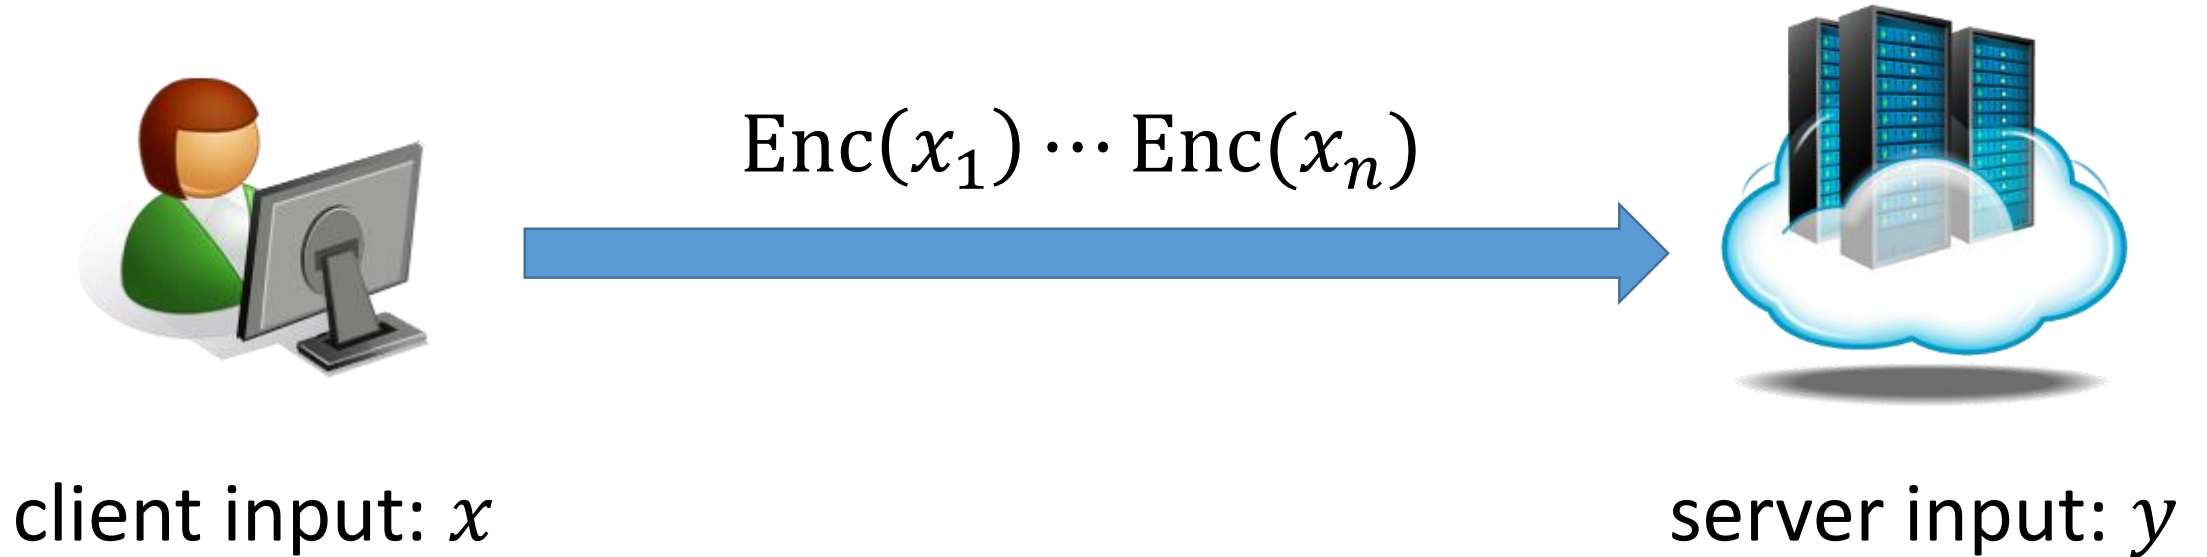 Enc(x₁) ⋯ Enc(xₙ)
client input: x
server input: y